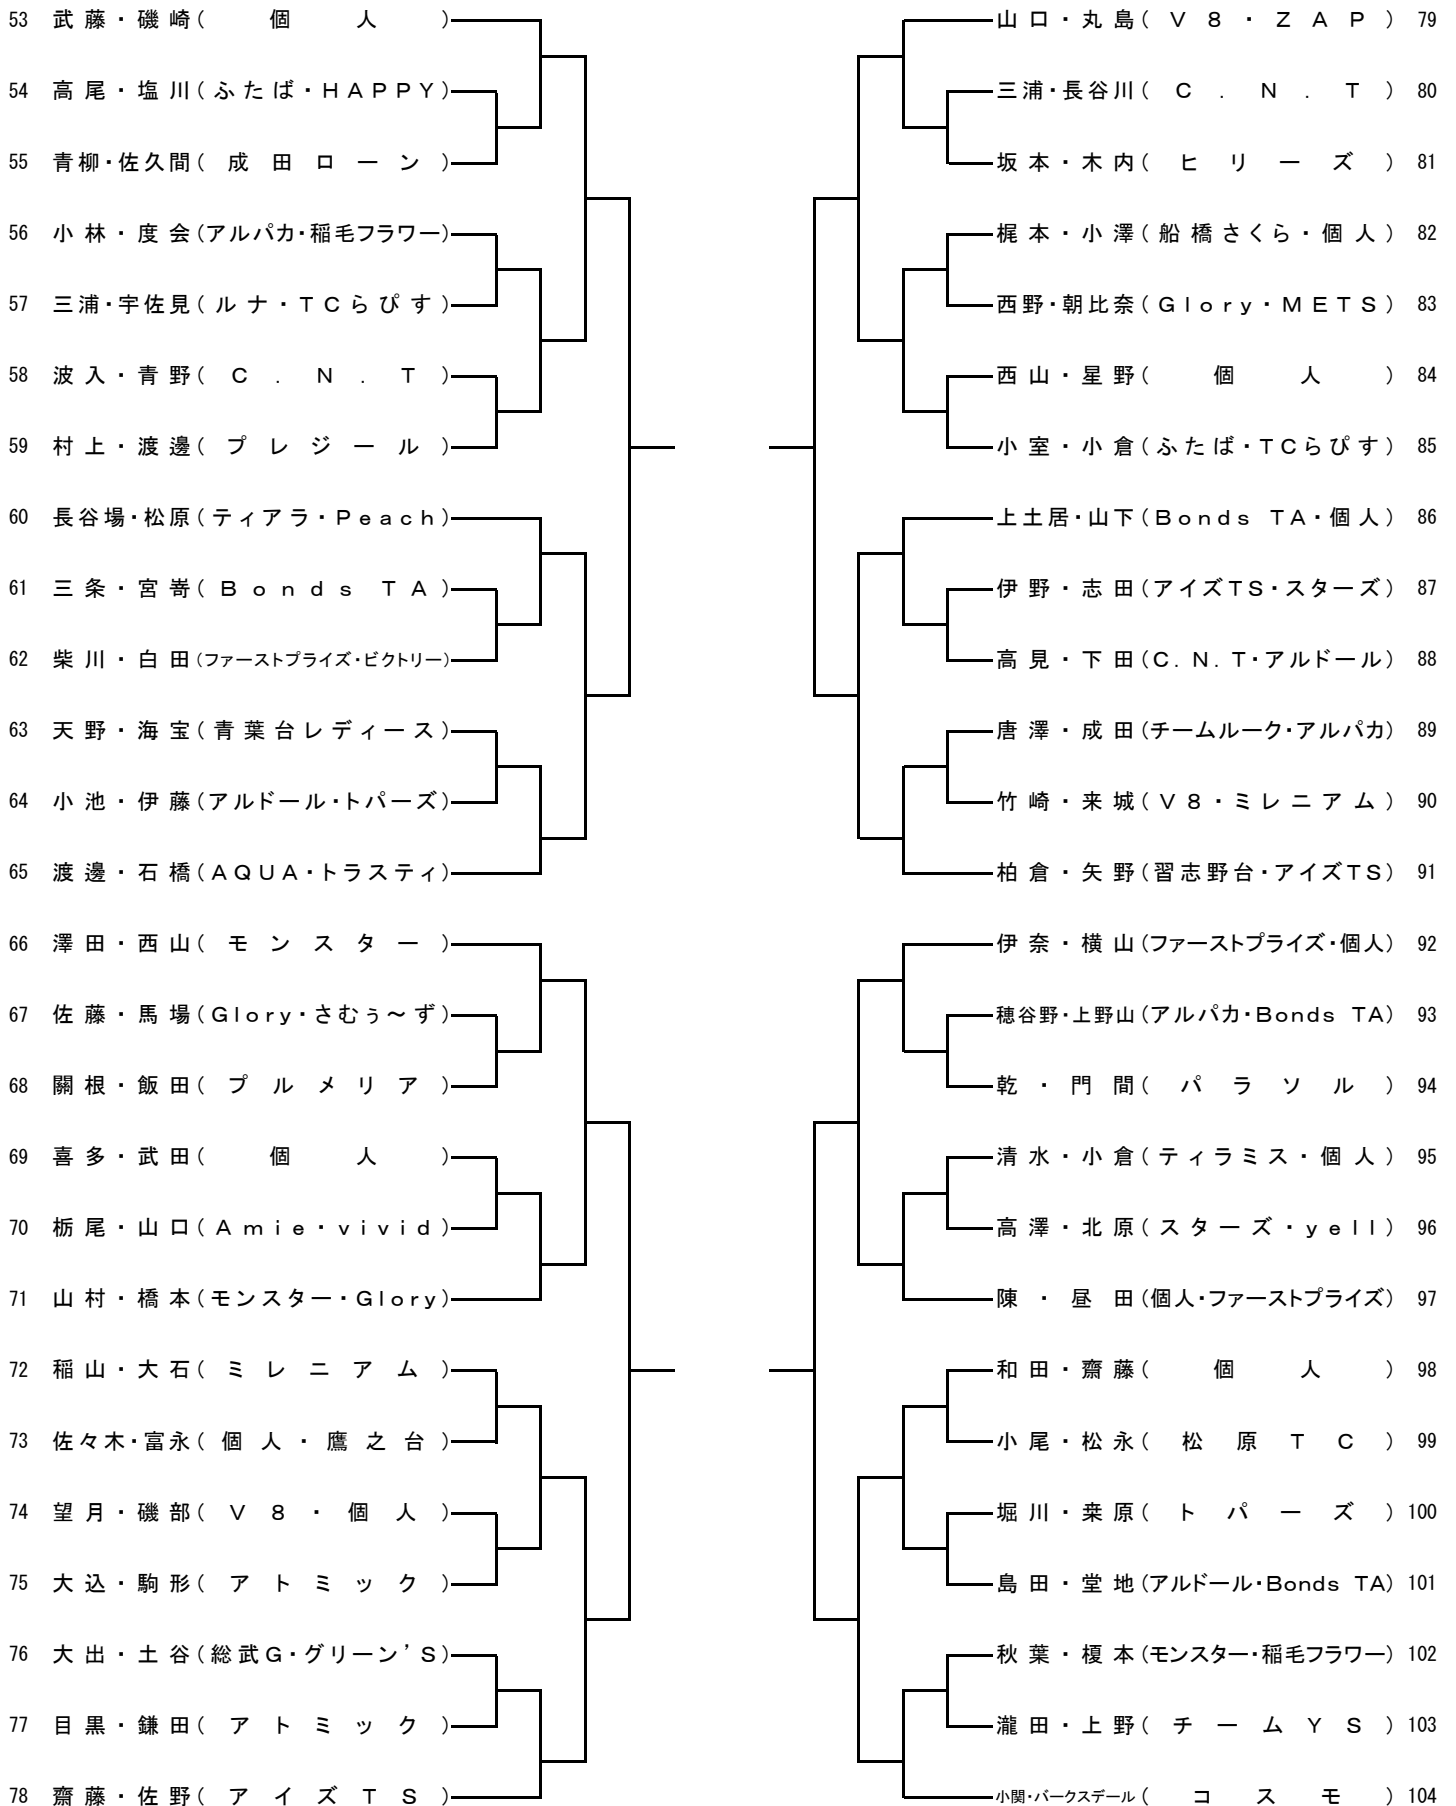 53 武藤・磯崎(個人)
54 高尾・塩川(ふたば・HAPPY)
55 青柳・佐久間(成田ローン)
56 小林・度会(アルパカ・稲毛フラワー)
57 三浦・宇佐見(ルナ・TCらぴす)
58 波入・青野(C.N.T)
59 村上・渡邊(プレジール)
60 長谷場・松原(ティアラ・Peach)
61 三条・宮嵜(Bonds TA)
62 柴川・白田(ファーストプライズ・ビクトリー)
63 天野・海宝(青葉台レディース)
64 小池・伊藤(アルドール・トパーズ)
65 渡邊・石橋(AQUA・トラスティ)
66 澤田・西山(モンスター)
67 佐藤・馬場(Glory・さむぅ～ず)
68 關根・飯田(プルメリア)
69 喜多・武田(個人)
70 栃尾・山口(Amie・vivid)
71 山村・橋本(モンスター・Glory)
72 稲山・大石(ミレニアム)
73 佐々木・富永(個人・鷹之台)
74 望月・磯部(V8・個人)
75 大込・駒形(アトミック)
76 大出・土谷(総武G・グリーン’S)
77 目黒・鎌田(アトミック)
78 齋藤・佐野(アイズTS)
山口・丸島(V8・ZAP) 79
三浦・長谷川(C.N.T) 80
坂本・木内(ヒリーズ) 81
梶本・小澤(船橋さくら・個人) 82
西野・朝比奈(Glory・METS) 83
西山・星野(個人) 84
小室・小倉(ふたば・TCらぴす) 85
上土居・山下(Bonds TA・個人) 86
伊野・志田(アイズTS・スターズ) 87
高見・下田(C.N.T・アルドール) 88
唐澤・成田(チームルーク・アルパカ) 89
竹崎・来城(V8・ミレニアム) 90
柏倉・矢野(習志野台・アイズTS) 91
伊奈・横山(ファーストプライズ・個人) 92
穂谷野・上野山(アルパカ・Bonds TA) 93
乾・門間(パラソル) 94
清水・小倉(ティラミス・個人) 95
高澤・北原(スターズ・yell) 96
陳・昼田(個人・ファーストプライズ) 97
和田・齋藤(個人) 98
小尾・松永(松原TC) 99
堀川・桒原(トパーズ) 100
島田・堂地(アルドール・Bonds TA) 101
秋葉・榎本(モンスター・稲毛フラワー) 102
瀧田・上野(チームYS) 103
小関・バークスデール(コスモ) 104